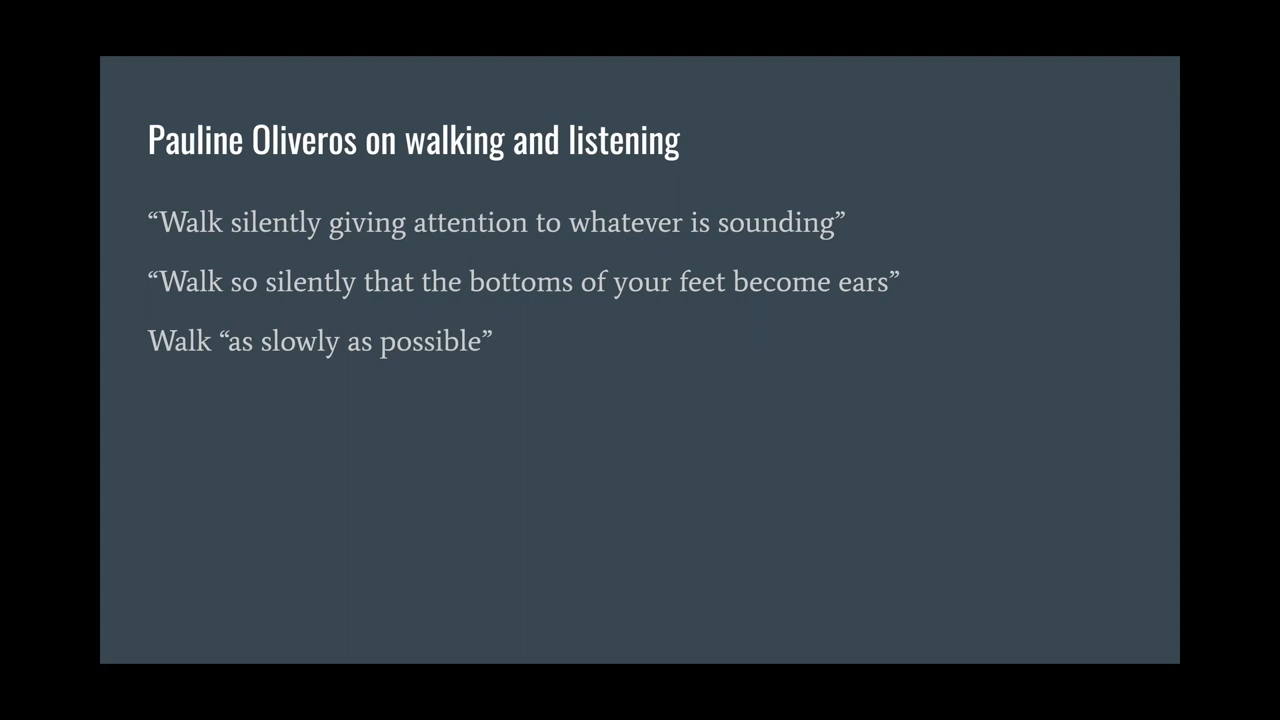 Pauline Oliveros on walking and listening
“Walk silently giving attention to whatever is sounding”
“Walk so silently that the bottoms of your feet become ears”
Walk “as slowly as possible”